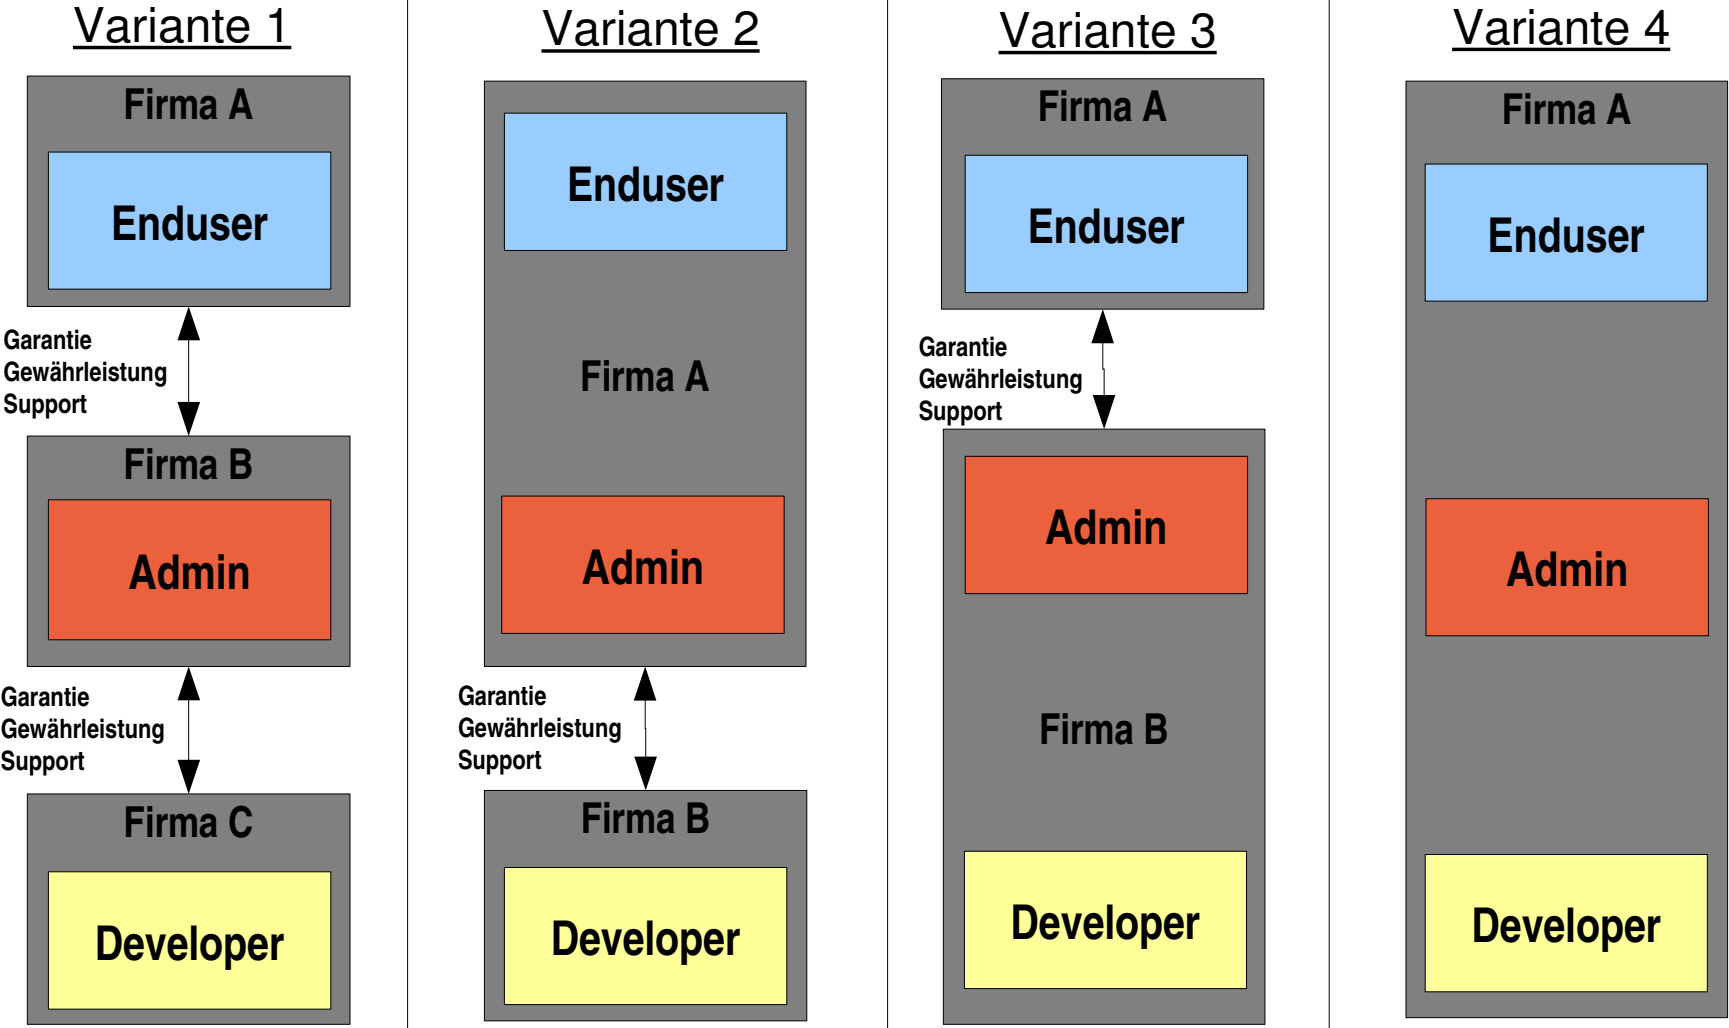 Variante 1
Firma A
Enduser
Garantie
Gewährleistung
Support
Firma B
Admin
Garantie
Gewährleistung
Support
Firma C
Developer
Variante 2
Enduser
Firma A
Admin
Garantie
Gewährleistung
Support
Firma B
Developer
Variante 3
Firma A
Enduser
Garantie
Gewährleistung
Support
Admin
Firma B
Developer
Variante 4
Firma A
Enduser
Admin
Developer